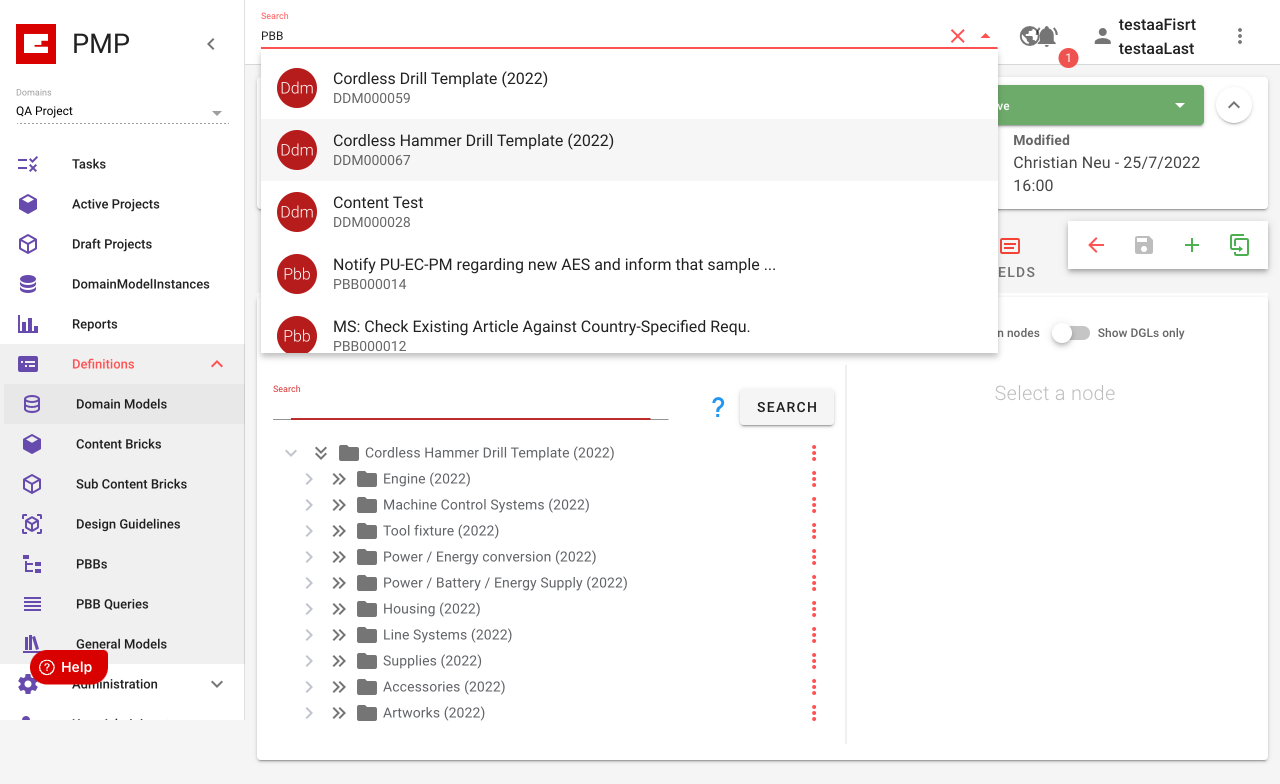 PMP
Domains
QA Project
Tasks
Active Projects
Draft Projects
DomainModelInstances
Reports
Definitions
Domain Models
Content Bricks
Sub Content Bricks
Design Guidelines
PBBs
PBB Queries
General Models
Help
Administration
Search
PBB
1
testaaFisrt
testaaLast
Ddm
Cordless Drill Template (2022)
DDM000059
Ddm
Cordless Hammer Drill Template (2022)
DDM000067
Ddm
Content Test
DDM000028
Pbb
Notify PU-EC-PM regarding new AES and inform that sample ...
PBB000014
Pbb
MS: Check Existing Article Against Country-Specified Requ.
PBB000012
ve
Modified
Christian Neu - 25/7/2022
16:00
ELDS
n nodes
Show DGLs only
Search
?
SEARCH
Select a node
Cordless Hammer Drill Template (2022)
Engine (2022)
Machine Control Systems (2022)
Tool fixture (2022)
Power / Energy conversion (2022)
Power / Battery / Energy Supply (2022)
Housing (2022)
Line Systems (2022)
Supplies (2022)
Accessories (2022)
Artworks (2022)